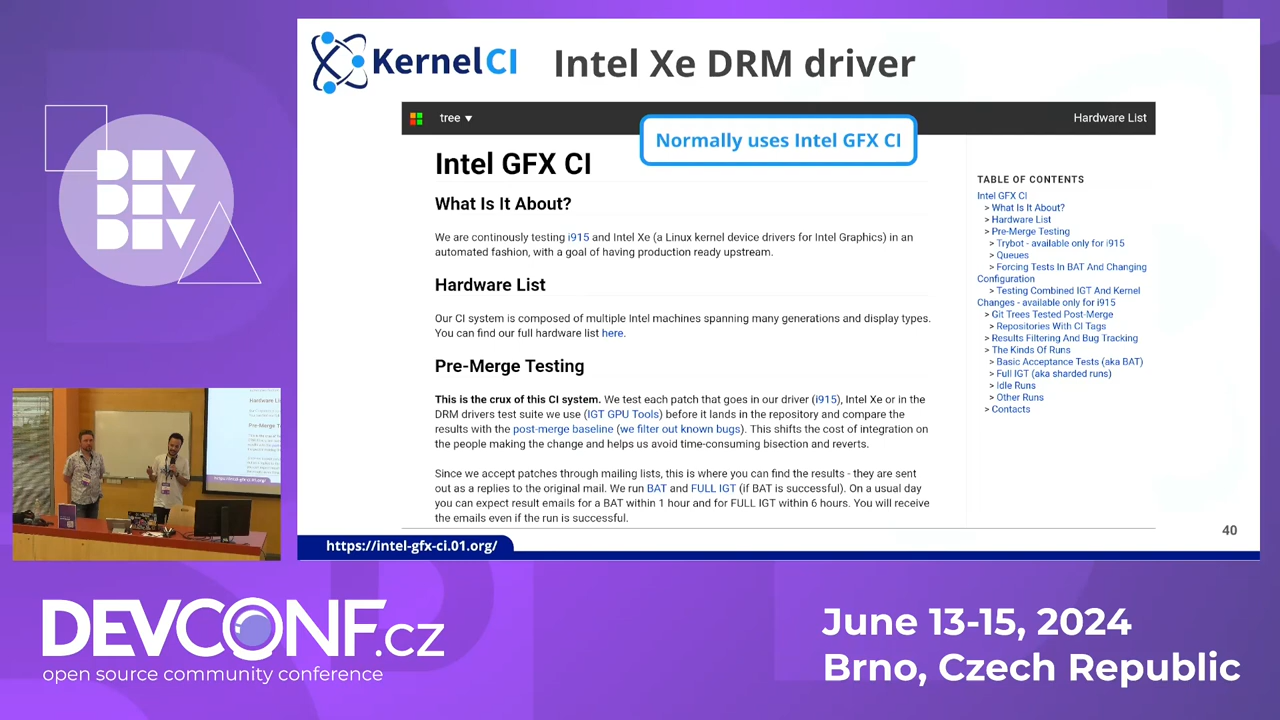 KernelCI
Intel Xe DRM driver
tree ▼
Hardware List
Normally uses Intel GFX CI
Intel GFX CI
What Is It About?
We are continously testing i915 and Intel Xe (a Linux kernel device drivers for Intel Graphics) in an
automated fashion, with a goal of having production ready upstream.
Hardware List
Our CI system is composed of multiple Intel machines spanning many generations and display types.
You can find our full hardware list here.
Pre-Merge Testing
This is the crux of this CI system. We test each patch that goes in our driver (i915), Intel Xe or in the
DRM drivers test suite we use (IGT GPU Tools) before it lands in the repository and compare the
results with the post-merge baseline (we filter out known bugs). This shifts the cost of integration on
the people making the change and helps us avoid time-consuming bisection and reverts.
Since we accept patches through mailing lists, this is where you can find the results - they are sent
out as a replies to the original mail. We run BAT and FULL IGT (if BAT is successful). On a usual day
you can expect result emails for a BAT within 1 hour and for FULL IGT within 6 hours. You will receive
the emails even if the run is successful.
TABLE OF CONTENTS
Intel GFX CI
> What Is It About?
> Hardware List
> Pre-Merge Testing
> Trybot - available only for i915
> Queues
> Forcing Tests In BAT And Changing
Configuration
> Testing Combined IGT And Kernel
Changes - available only for i915
> Git Trees Tested Post-Merge
> Repositories With CI Tags
> Results Filtering And Bug Tracking
> The Kinds Of Runs
> Basic Acceptance Tests (aka BAT)
> Full IGT (aka sharded runs)
> Idle Runs
> Other Runs
> Contacts
40
https://intel-gfx-ci.01.org/
DEV
DEV
DEV
DEVCONF.cz
open source community conference
June 13-15, 2024
Brno, Czech Republic